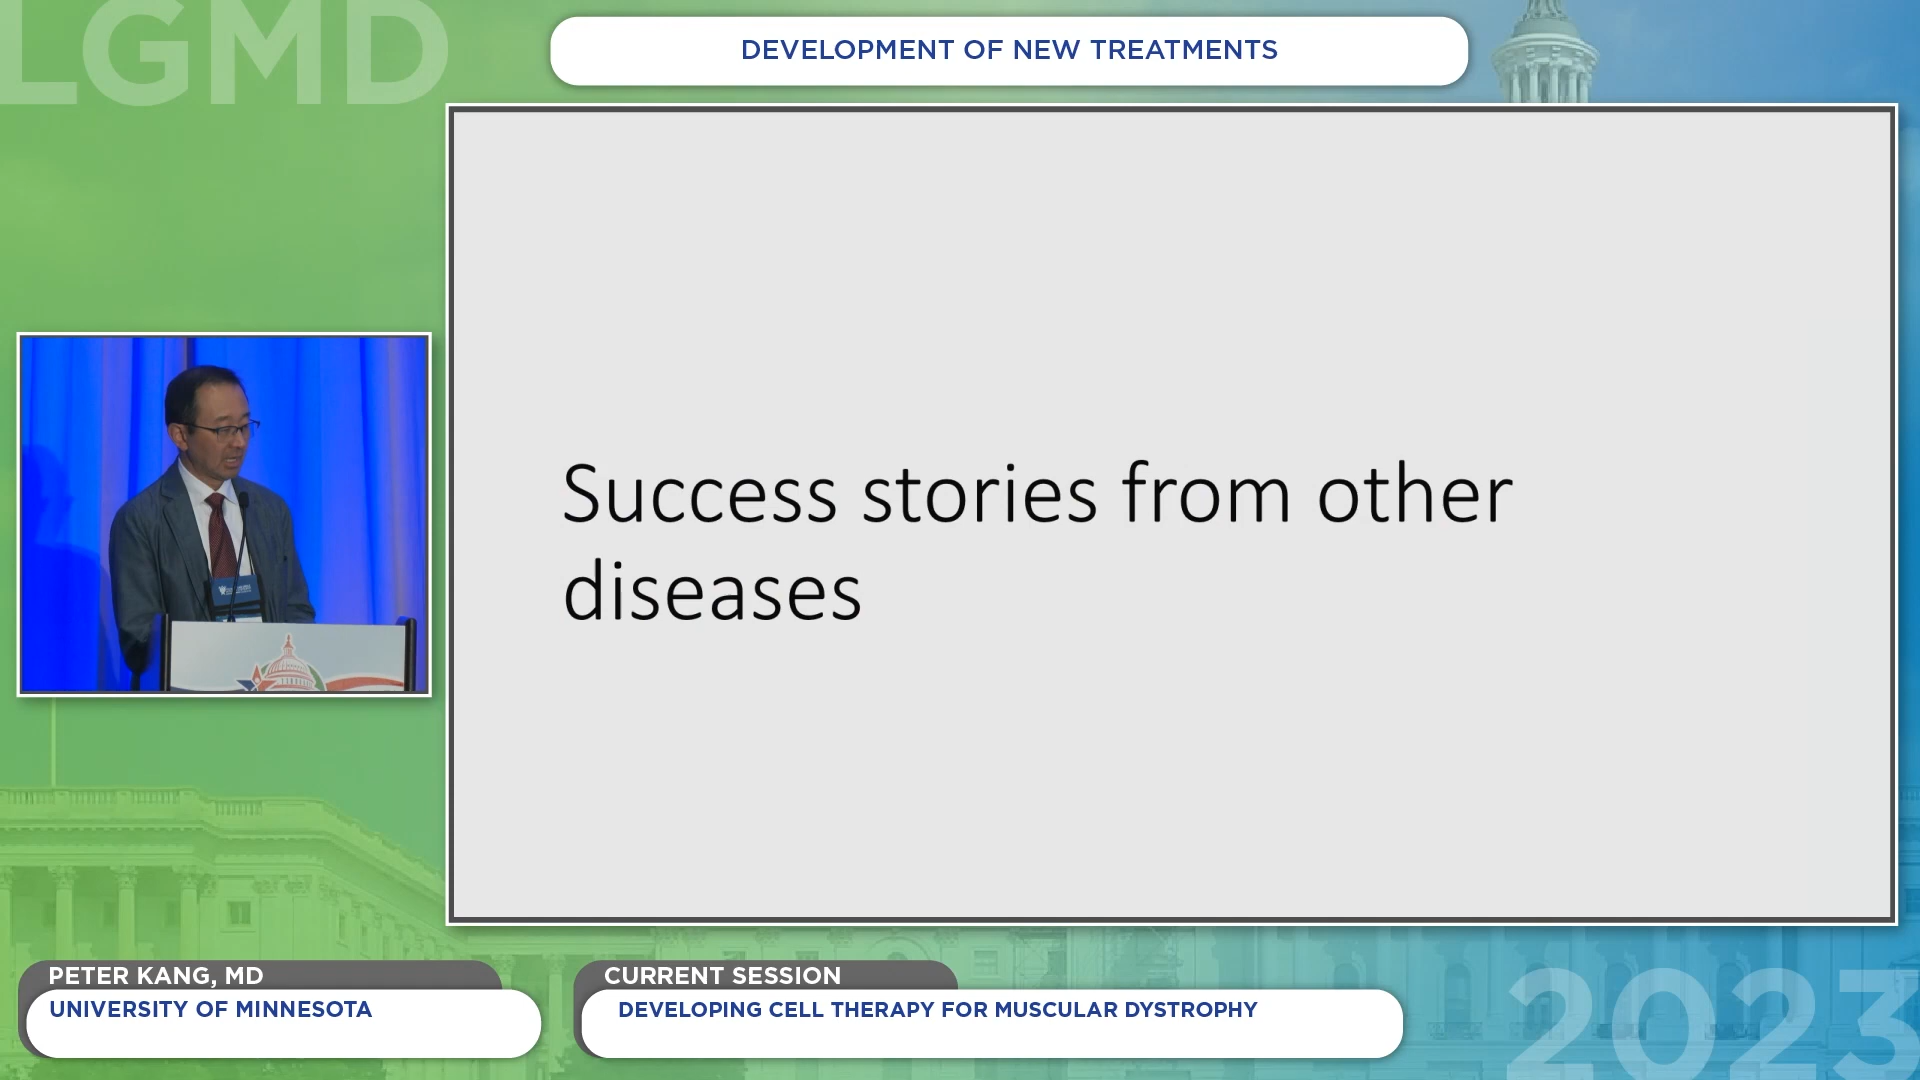 LGMD
DEVELOPMENT OF NEW TREATMENTS
Success stories from other
diseases
PETER KANG, MD
UNIVERSITY OF MINNESOTA
CURRENT SESSION
DEVELOPING CELL THERAPY FOR MUSCULAR DYSTROPHY
2023